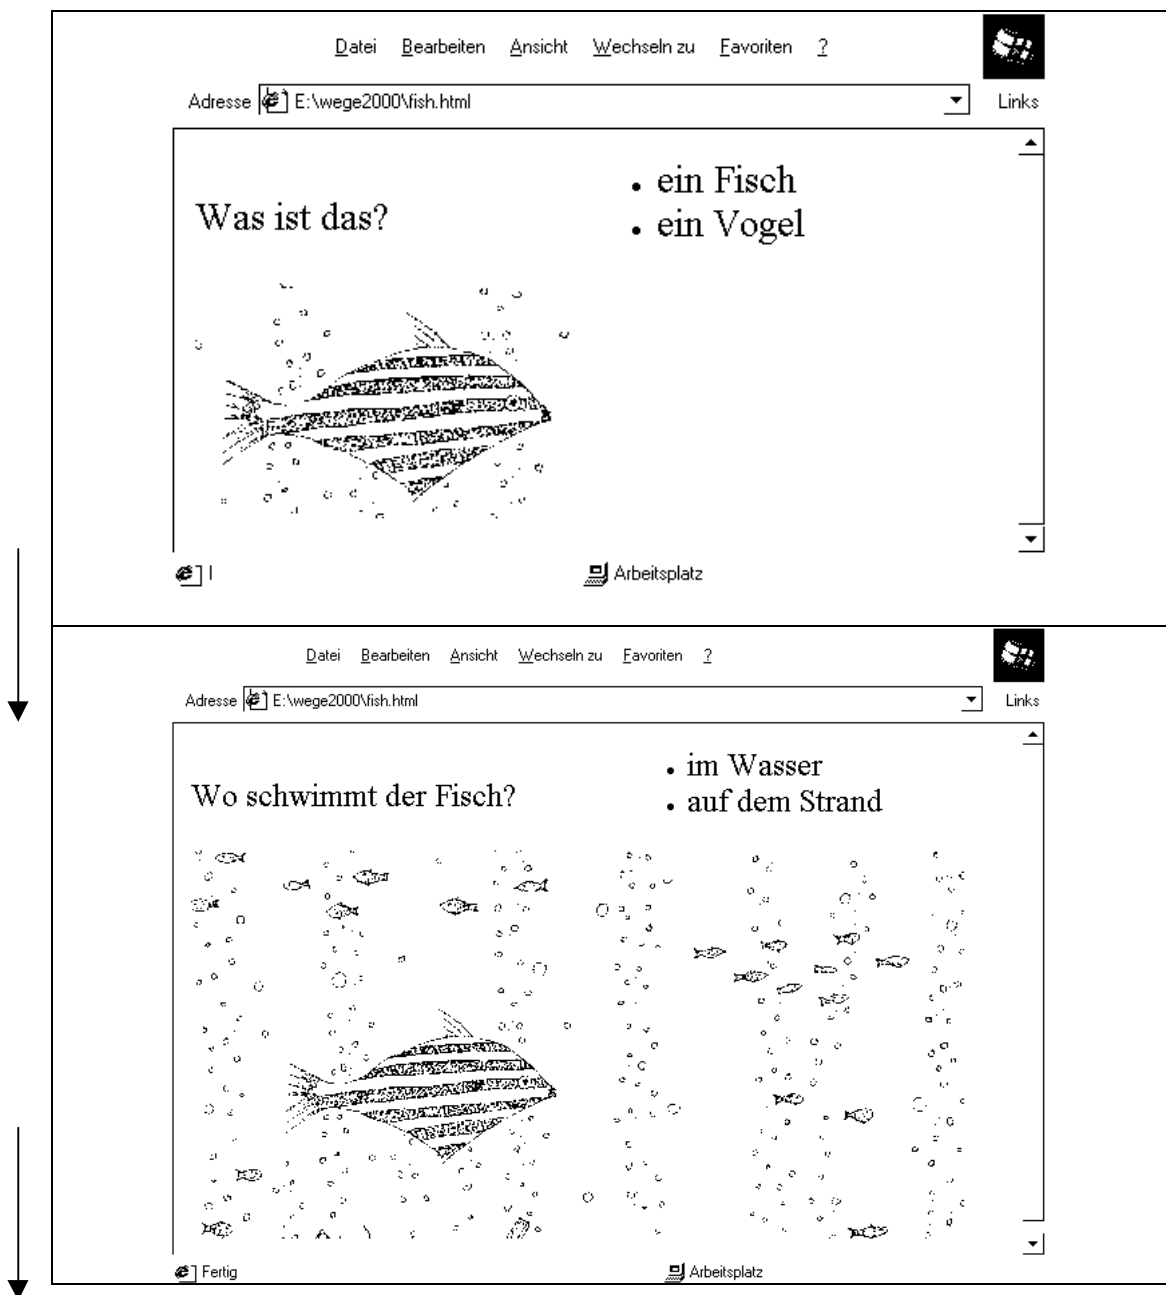 Datei Bearbeiten Ansicht Wechseln zu Favoriten ?
Adresse E:\wege2000\fish.html Links
Was ist das?
• ein Fisch
• ein Vogel
Arbeitsplatz
Datei Bearbeiten Ansicht Wechseln zu Favoriten ?
Adresse E:\wege2000\fish.html Links
Wo schwimmt der Fisch?
• im Wasser
• auf dem Strand
Fertig Arbeitsplatz